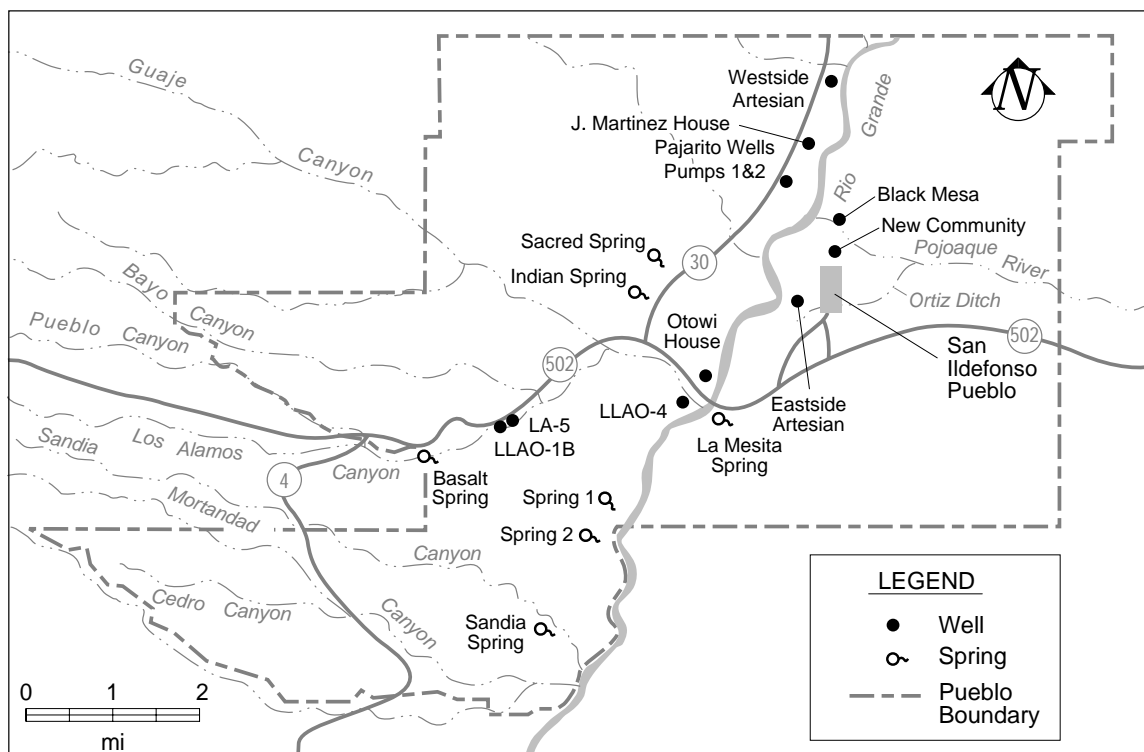 Guaje
Canyon
Westside
Artesian
N
J. Martinez House
Pajarito Wells
Pumps 1&2
Rio
Grande
Black Mesa
New Community
Pojoaque
River
Sacred Spring
Indian Spring
30
Ortiz Ditch
Bayo
Canyon
Pueblo Canyon
Otowi
House
502
502
San
Ildefonso
Pueblo
LLAO-4
Eastside
Artesian
LA-5
LLAO-1B
La Mesita
Spring
Sandia
Los Alamos
Canyon
Basalt
Spring
4
Mortandad
Canyon
Spring 1
Spring 2
Cedro Canyon
Canyon
Sandia
Spring
LEGEND
Well
Spring
Pueblo
Boundary
0 1 2
mi